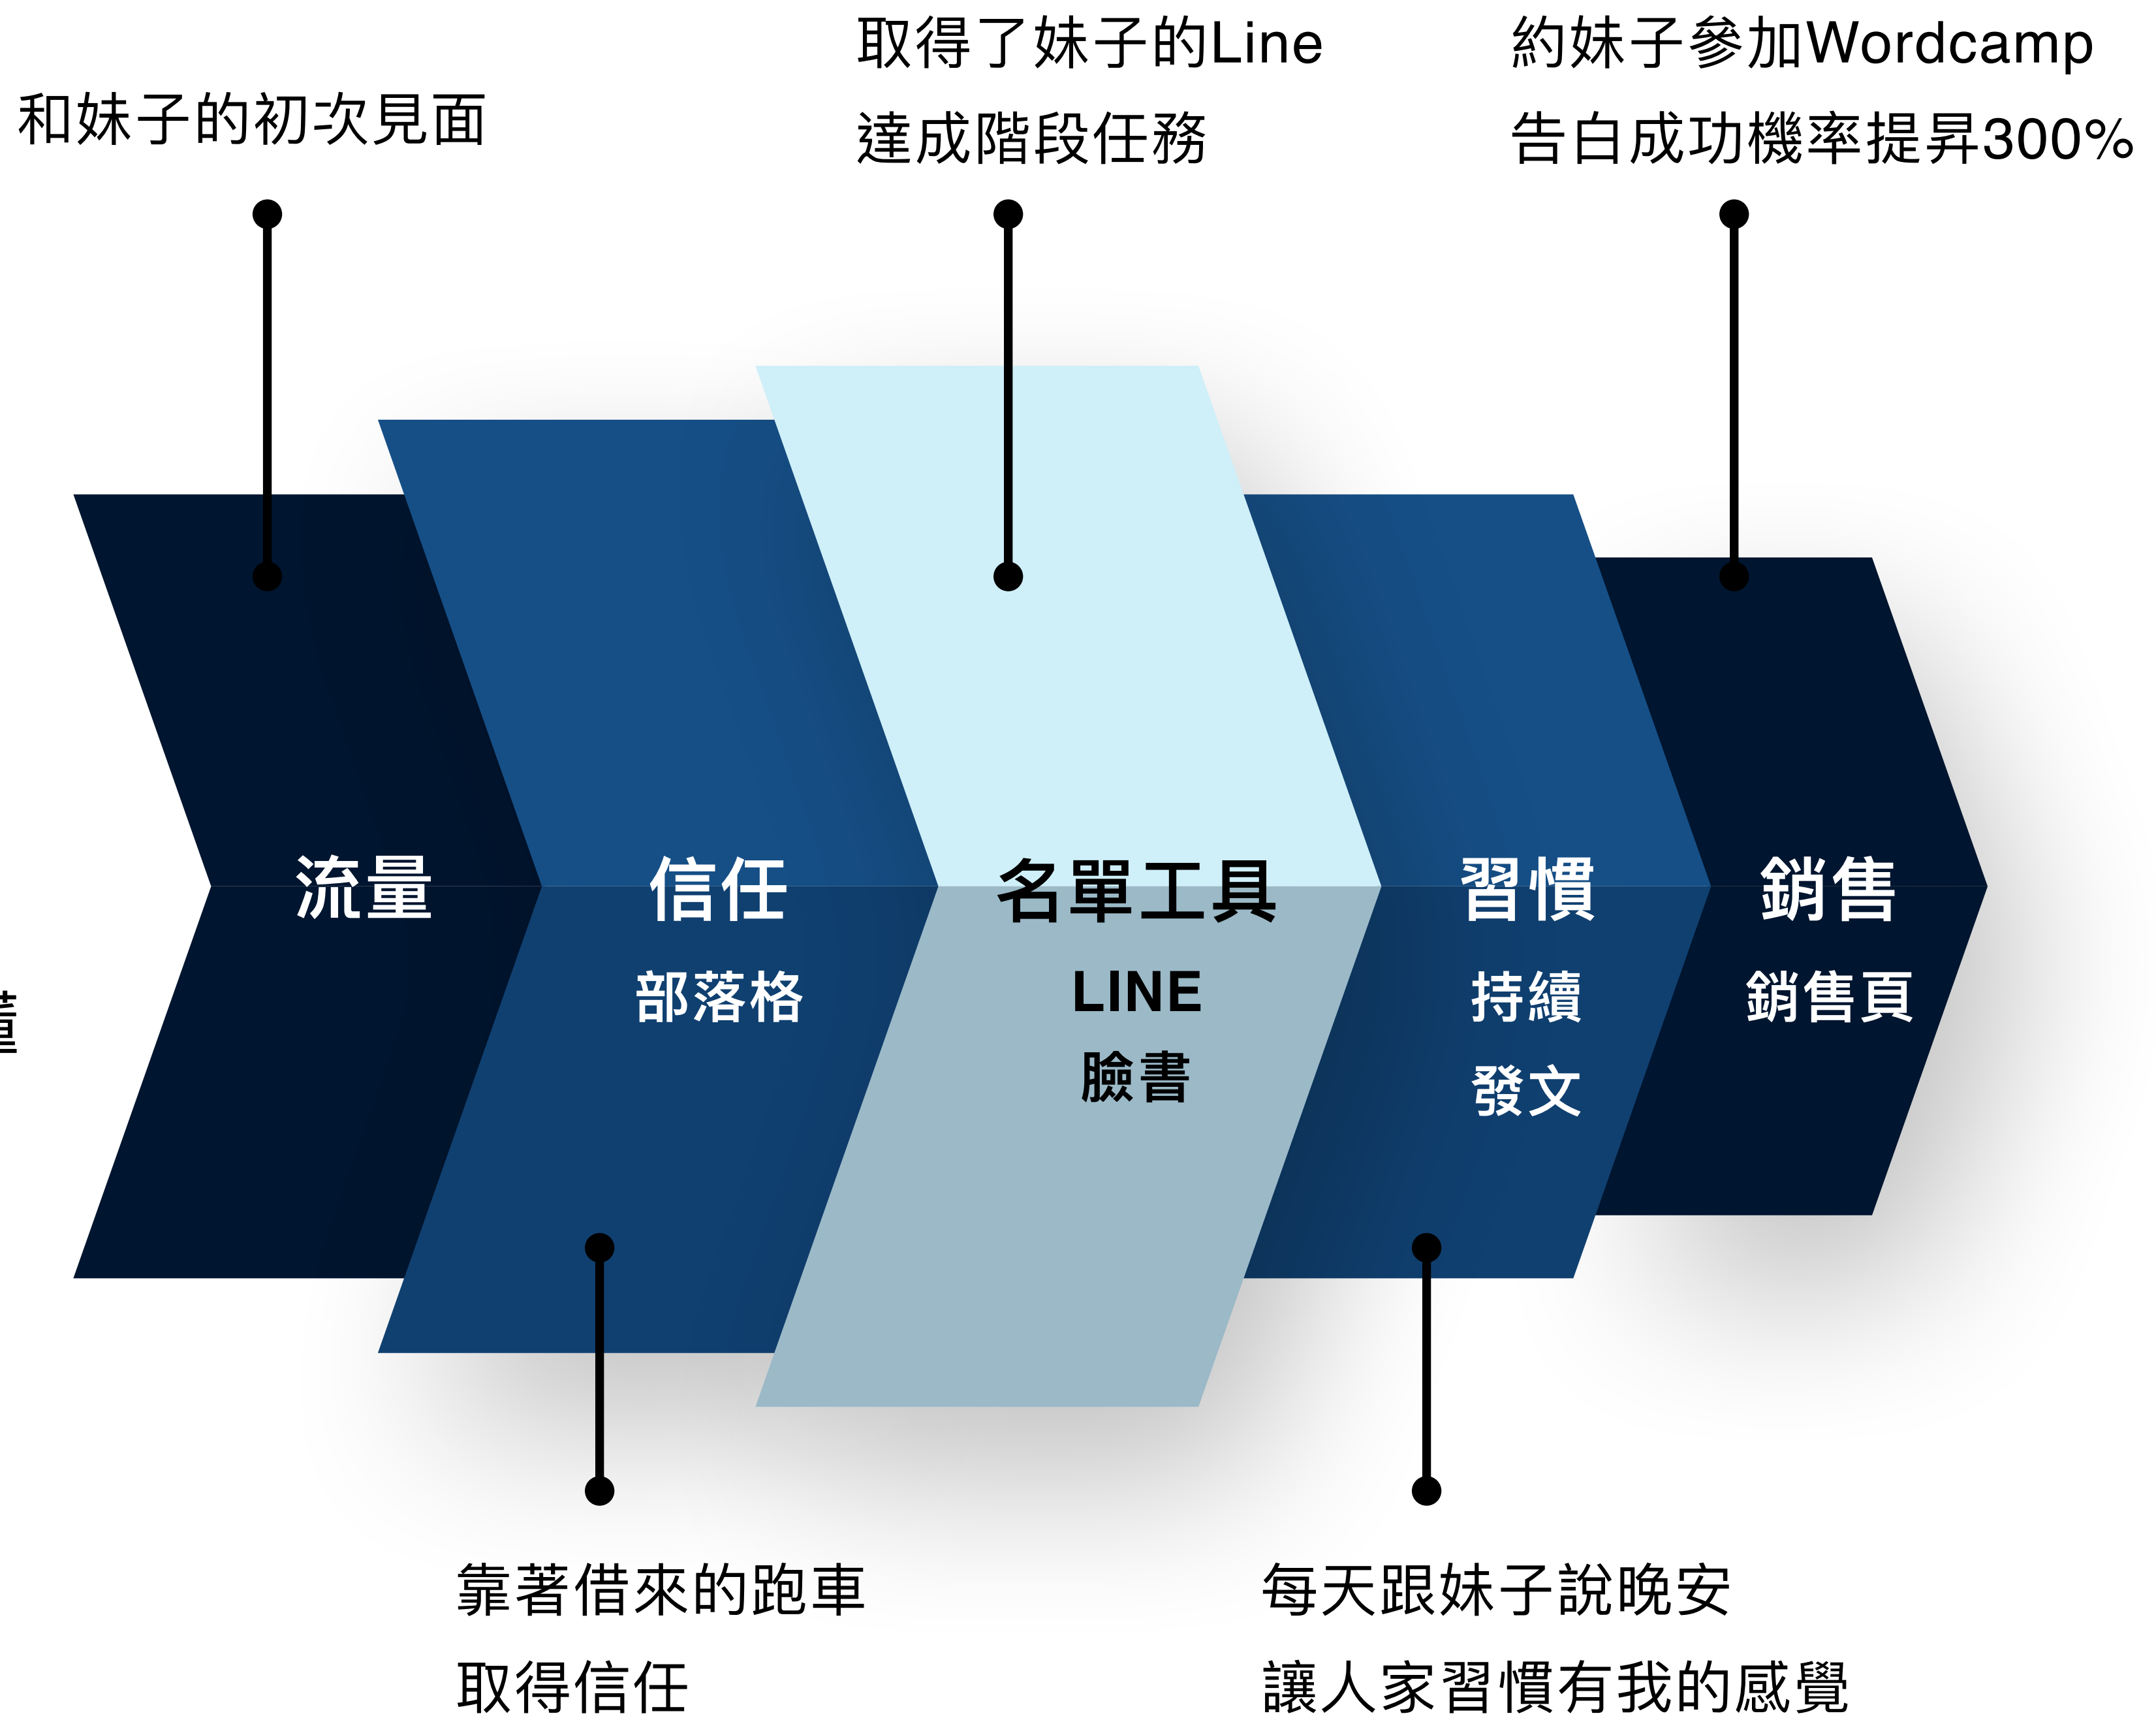 取得了妹子的Line
達成階段任務
約妹子參加Wordcamp
告白成功機率提昇300%
和妹子的初次見面
流量
信任
部落格
名單工具
LINE
臉書
習慣
持續
發文
銷售
銷售頁
靠著借來的跑車
取得信任
每天跟妹子說晚安
讓人家習慣有我的感覺